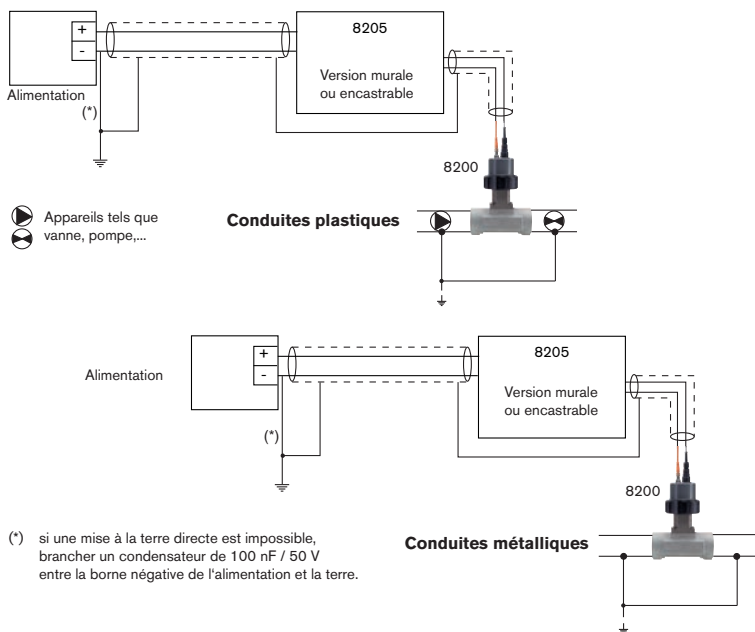 +
-
8205
Version murale
ou encastrable
Alimentation
(*)
8200
Appareils tels que
vanne, pompe,...
Conduites plastiques
+
-
8205
Alimentation
Version murale
ou encastrable
(*)
8200
(*) si une mise à la terre directe est impossible,
brancher un condensateur de 100 nF / 50 V
entre la borne négative de l'alimentation et la terre.
Conduites métalliques